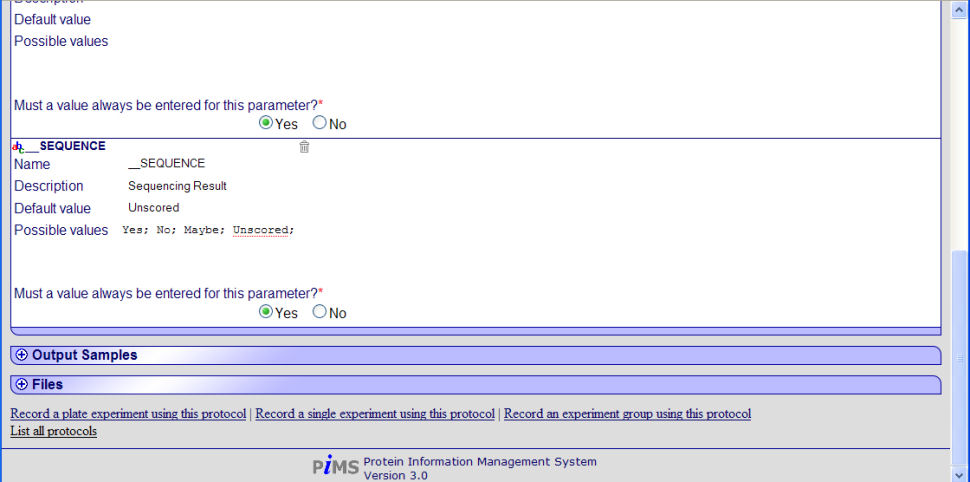 Description
Default value
Possible values
Must a value always be entered for this parameter?*
Yes No
abc __SEQUENCE
Name __SEQUENCE
Description Sequencing Result
Default value Unscored
Possible values Yes; No; Maybe; Unscored;
Must a value always be entered for this parameter?*
Yes No
Output Samples
Files
Record a plate experiment using this protocol | Record a single experiment using this protocol | Record an experiment group using this protocol
List all protocols
PiMS Protein Information Management System
Version 3.0